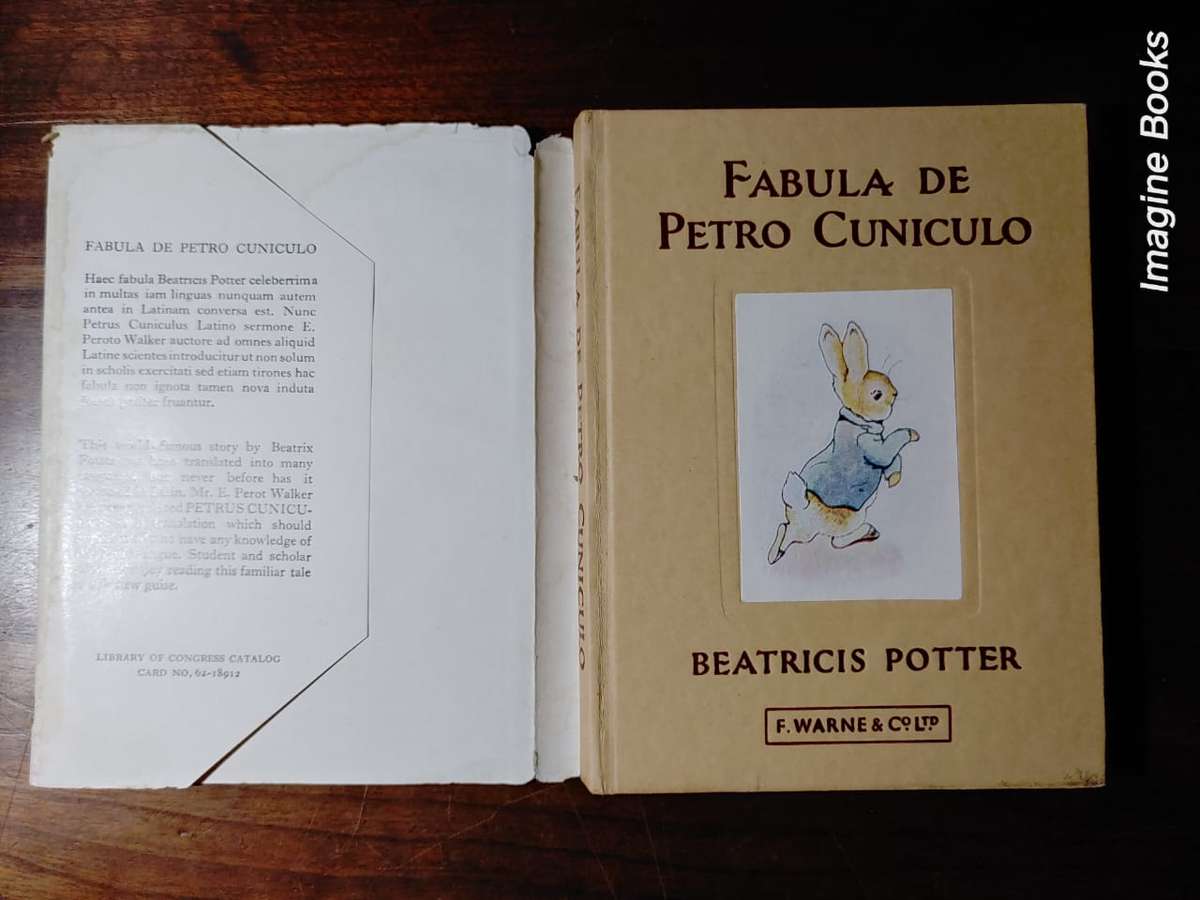 FABULA DE PETRO CUNICULO
Haec fabula Beatricis Potter celeberrima
in multas iam linguas nunquam autem
antea in Latinam conversa est. Nunc
Petrus Cuniculus Latino sermone E.
Peroto Walker auctore ad omnes aliquid
Latine scientes introducitur ut non solum
in scholis exercitati sed etiam tirones hac
fabula non ignota tamen nova induta
fruantur.
This famous story by Beatrix
Potter translated into many
never before has it
Mr. E. Perot Walker
PETRUS CUNICU-
which should
have any knowledge of
Student and scholar
reading this familiar tale
new guise.
LIBRARY OF CONGRESS CATALOG
CARD NO, 62-18912
FABULA DE PETRO CUNICULO
FABULA DE
PETRO CUNICULO
BEATRICIS POTTER
F. WARNE & CO LTD
Imagine Books